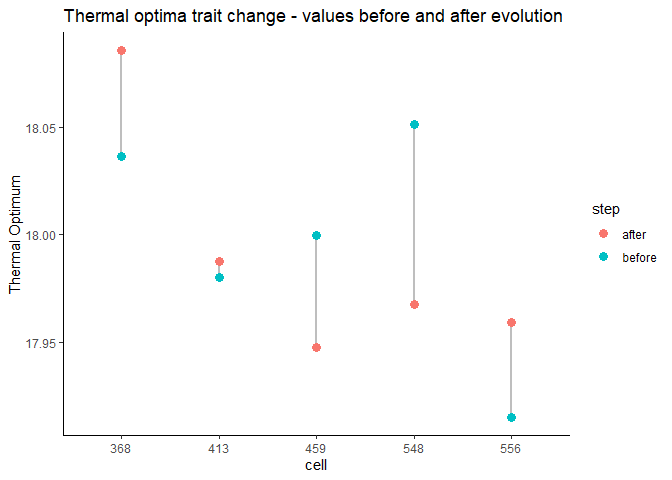 Thermal optima trait change - values before and after evolution
Thermal Optimum
18.05
18.00
17.95
368 413 459 548 556
cell
step
after
before